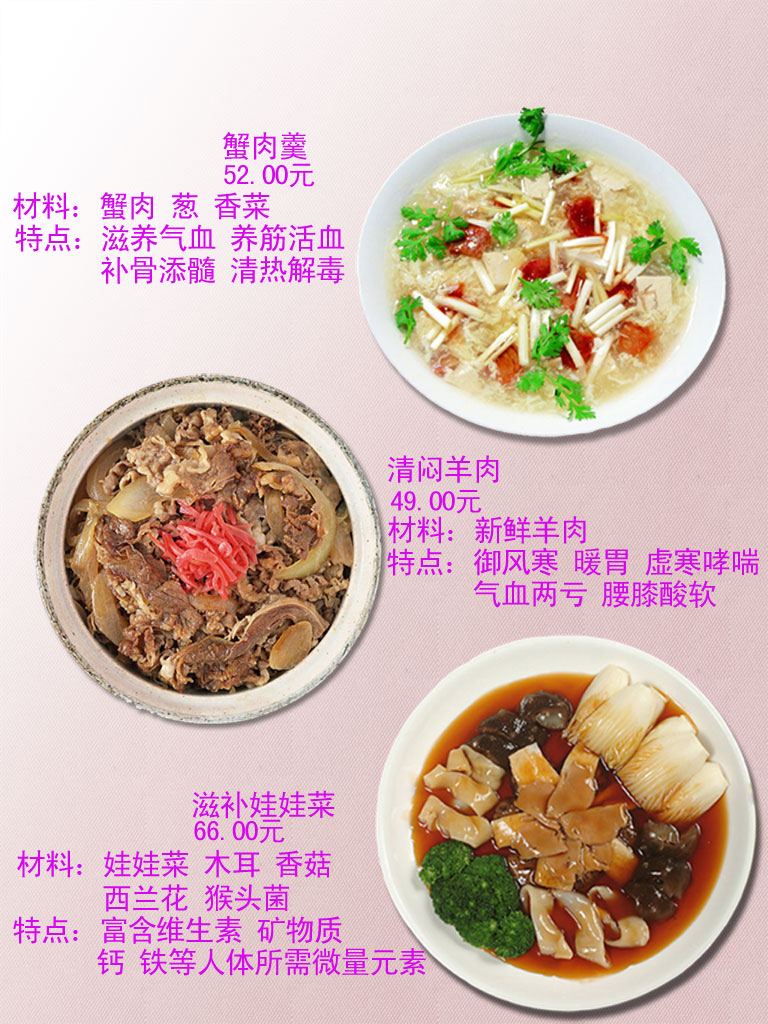 蟹肉羹
52.00元
材料：蟹肉 葱 香菜
特点：滋养气血 养筋活血
补骨添髓 清热解毒
清闷羊肉
49.00元
材料：新鲜羊肉
特点：御风寒 暖胃 虚寒哮喘
气血两亏 腰膝酸软
滋补娃娃菜
66.00元
材料：娃娃菜 木耳 香菇
西兰花 猴头菌
特点：富含维生素 矿物质
钙 铁等人体所需微量元素